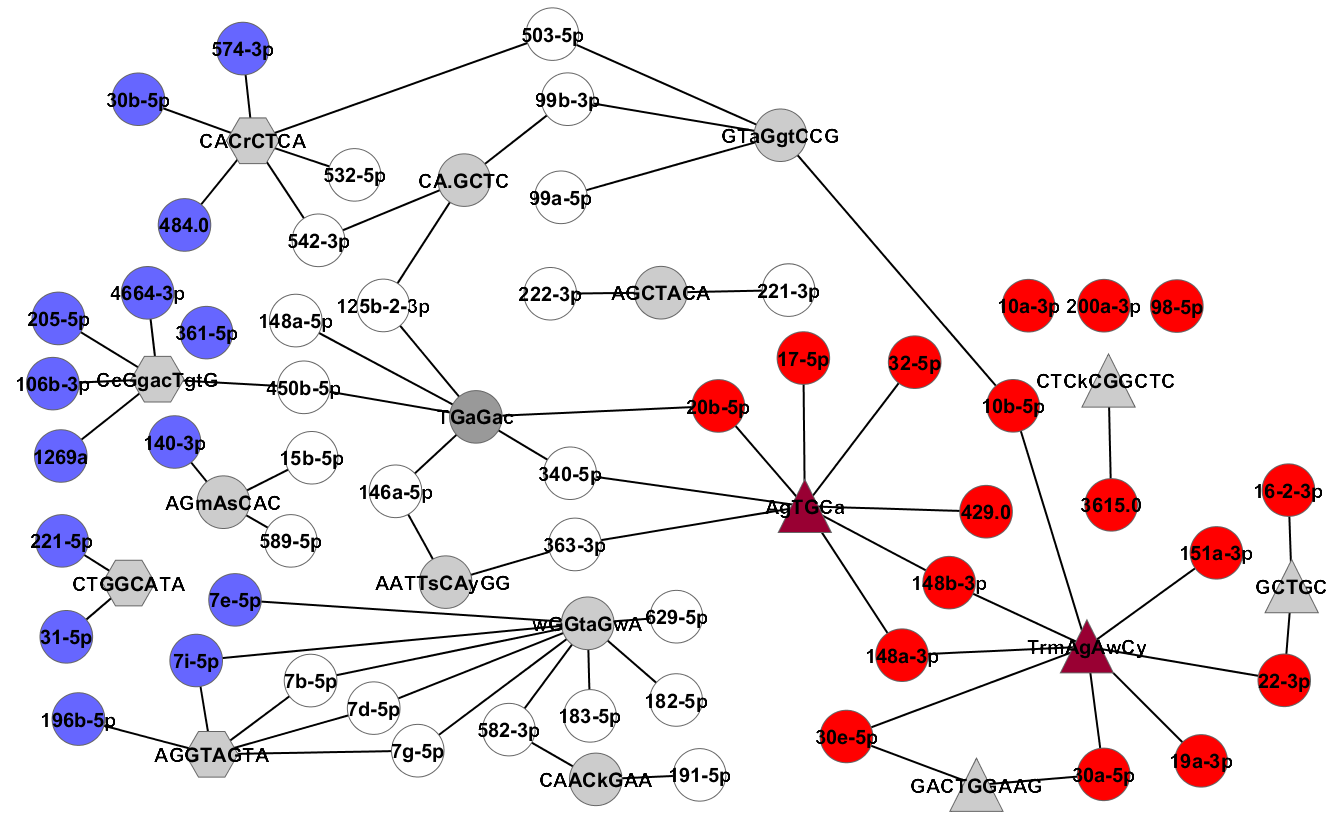 503-5p
574-3p
30b-5p
99b-3p
CACrCTCA
GTaGgtCCG
532-5p
CA.GCTC
99a-5p
484.0
542-3p
4664-3p
222-3p
AGCTACA
221-3p
125b-2-3p
10a-3p
200a-3p
98-5p
205-5p
148a-5p
361-5p
17-5p
32-5p
CTCkCGGCTC
106b-3p
CcGgacTgtG
450b-5p
20b-5p
10b-5p
TGaGac
140-3p
1269a
15b-5p
340-5p
146a-5p
16-2-3p
AGmAsCAC
AgTGCa
429.0
3615.0
221-5p
589-5p
363-3p
151a-3p
CTGGCATA
AATTsCAyGG
148b-3p
GCTGC
7e-5p
629-5p
wGGtaGwA
31-5p
7i-5p
148a-3p
TrmAgAwCy
7b-5p
22-3p
182-5p
7d-5p
183-5p
196b-5p
582-3p
30e-5p
7g-5p
AGGTAGTA
19a-3p
CAACkGAA
191-5p
30a-5p
GACTGGAAG